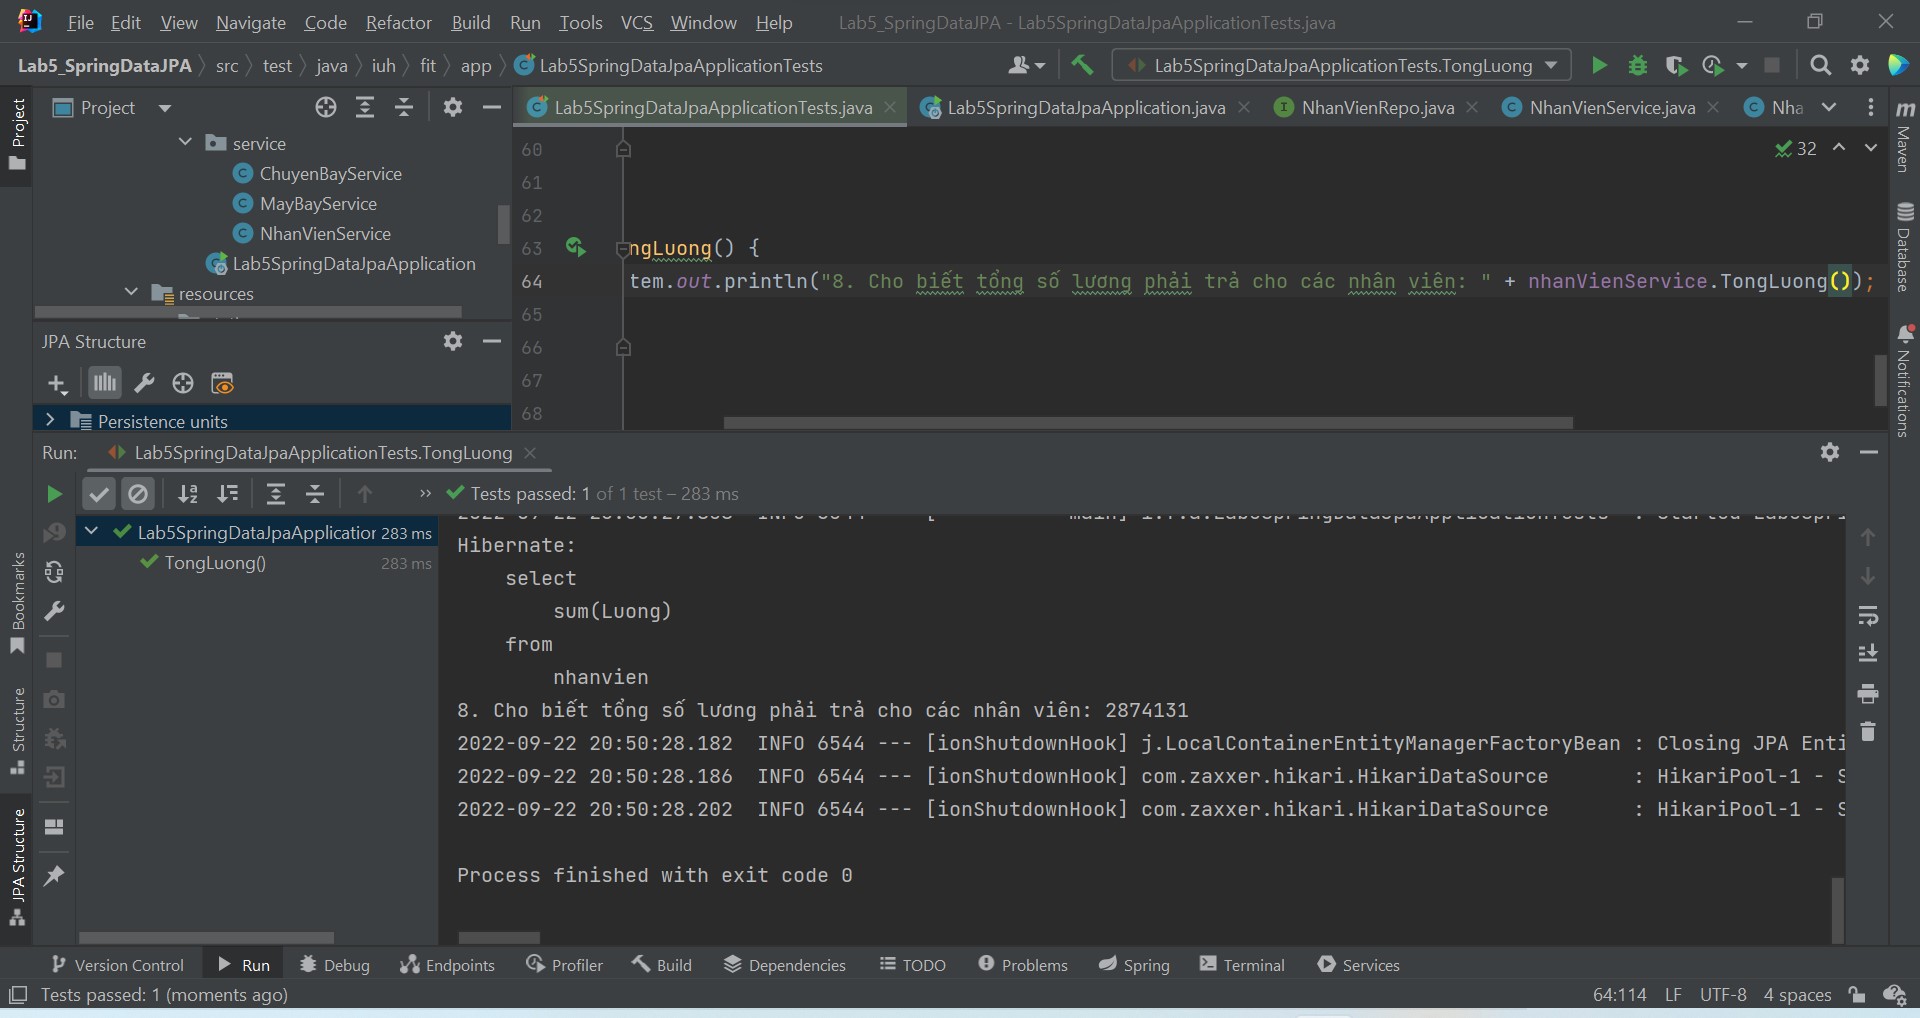 File Edit View Navigate Code Refactor Build Run Tools VCS Window Help Lab5_SpringDataJPA - Lab5SpringDataJpaApplicationTests.java
Lab5_SpringDataJPA src test java iuh fit app Lab5SpringDataJpaApplicationTests Lab5SpringDataJpaApplicationTests.TongLuong
Project
Project
service
ChuyenBayService
MayBayService
NhanVienService
Lab5SpringDataJpaApplication
resources
JPA Structure
Persistence units
Lab5SpringDataJpaApplicationTests.java Lab5SpringDataJpaApplication.java NhanVienRepo.java NhanVienService.java Nha
32
60
61
62
63 ngLuong() {
64 tem.out.println("8. Cho biết tổng số lương phải trả cho các nhân viên: " + nhanVienService.TongLuong());
65
66
67
68
m Maven
Database
Notifications
Run: Lab5SpringDataJpaApplicationTests.TongLuong
» Tests passed: 1 of 1 test – 283 ms
Lab5SpringDataJpaApplication 283 ms
TongLuong() 283 ms
Hibernate:
select
sum(Luong)
from
nhanvien
8. Cho biết tổng số lương phải trả cho các nhân viên: 2874131
2022-09-22 20:50:28.182 INFO 6544 --- [ionShutdownHook] j.LocalContainerEntityManagerFactoryBean : Closing JPA Enti
2022-09-22 20:50:28.186 INFO 6544 --- [ionShutdownHook] com.zaxxer.hikari.HikariDataSource : HikariPool-1 - S
2022-09-22 20:50:28.202 INFO 6544 --- [ionShutdownHook] com.zaxxer.hikari.HikariDataSource : HikariPool-1 - S
Process finished with exit code 0
Bookmarks
Structure
JPA Structure
Version Control Run Debug Endpoints Profiler Build Dependencies TODO Problems Spring Terminal Services
Tests passed: 1 (moments ago) 64:114 LF UTF-8 4 spaces